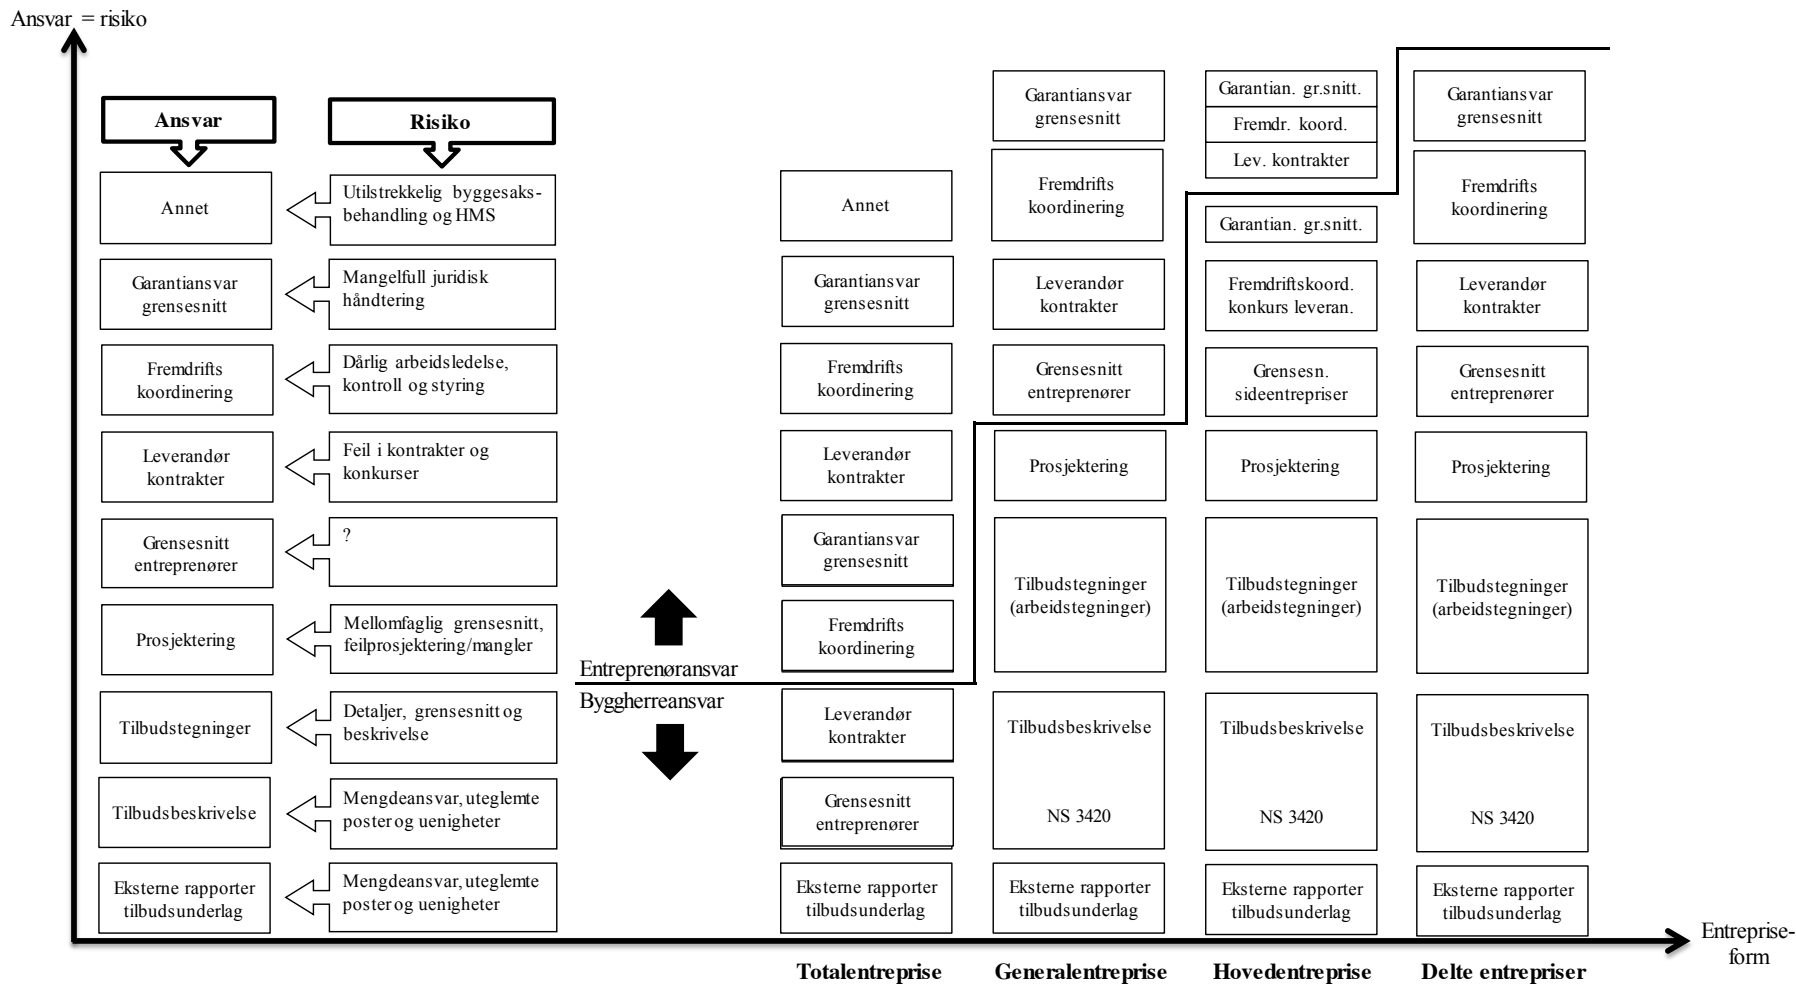 Ansvar = risiko
Ansvar
Risiko
Annet
Utilstrekkelig byggesaks-
behandling og HMS
Garantiansvar
grensesnitt
Mangelfull juridisk
håndtering
Fremdrifts
koordinering
Dårlig arbeidsledelse,
kontroll og styring
Leverandør
kontrakter
Feil i kontrakter og
konkurser
Grensesnitt
entreprenører
?
Prosjektering
Mellomfaglig grensesnitt,
feilprosjektering/mangler
Tilbudstegninger
Detaljer, grensesnitt og
beskrivelse
Tilbudsbeskrivelse
Mengdeansvar, uteglemte
poster og uenigheter
Eksterne rapporter
tilbudsunderlag
Mengdeansvar, uteglemte
poster og uenigheter
Entreprenøransvar
Byggherreansvar
Annet
Garantiansvar
grensesnitt
Fremdrifts
koordinering
Leverandør
kontrakter
Garantiansvar
grensesnitt
Fremdrifts
koordinering
Leverandør
kontrakter
Grensesnitt
entreprenører
Eksterne rapporter
tilbudsunderlag
Totalentreprise
Garantiansvar
grensesnitt
Fremdrifts
koordinering
Leverandør
kontrakter
Grensesnitt
entreprenører
Prosjektering
Tilbudstegninger
(arbeidstegninger)
Tilbudsbeskrivelse
NS 3420
Eksterne rapporter
tilbudsunderlag
Generalentreprise
Garantian. gr.snitt.
Fremdr. koord.
Lev. kontrakter
Garantian. gr.snitt.
Fremdriftskoord.
konkurs leveran.
Grensesn.
sideentrepriser
Prosjektering
Tilbudstegninger
(arbeidstegninger)
Tilbudsbeskrivelse
NS 3420
Eksterne rapporter
tilbudsunderlag
Hovedentreprise
Garantiansvar
grensesnitt
Fremdrifts
koordinering
Leverandør
kontrakter
Grensesnitt
entreprenører
Prosjektering
Tilbudstegninger
(arbeidstegninger)
Tilbudsbeskrivelse
NS 3420
Eksterne rapporter
tilbudsunderlag
Delte entrepriser
Entreprise-
form